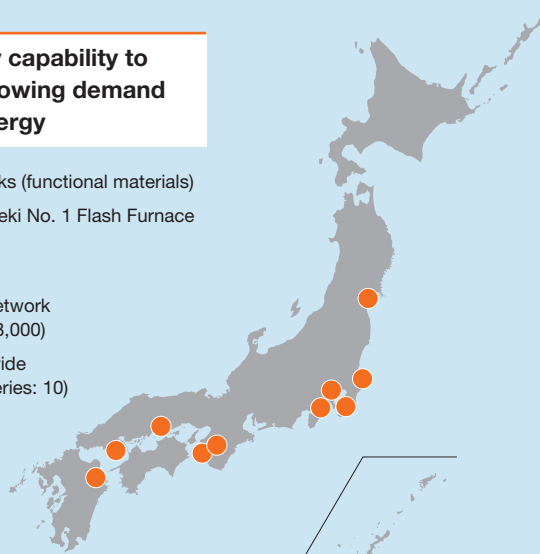 capability to
owing demand
ergy
ks (functional materials)
eki No. 1 Flash Furnace
etwork
3,000)
ide
eries: 10)